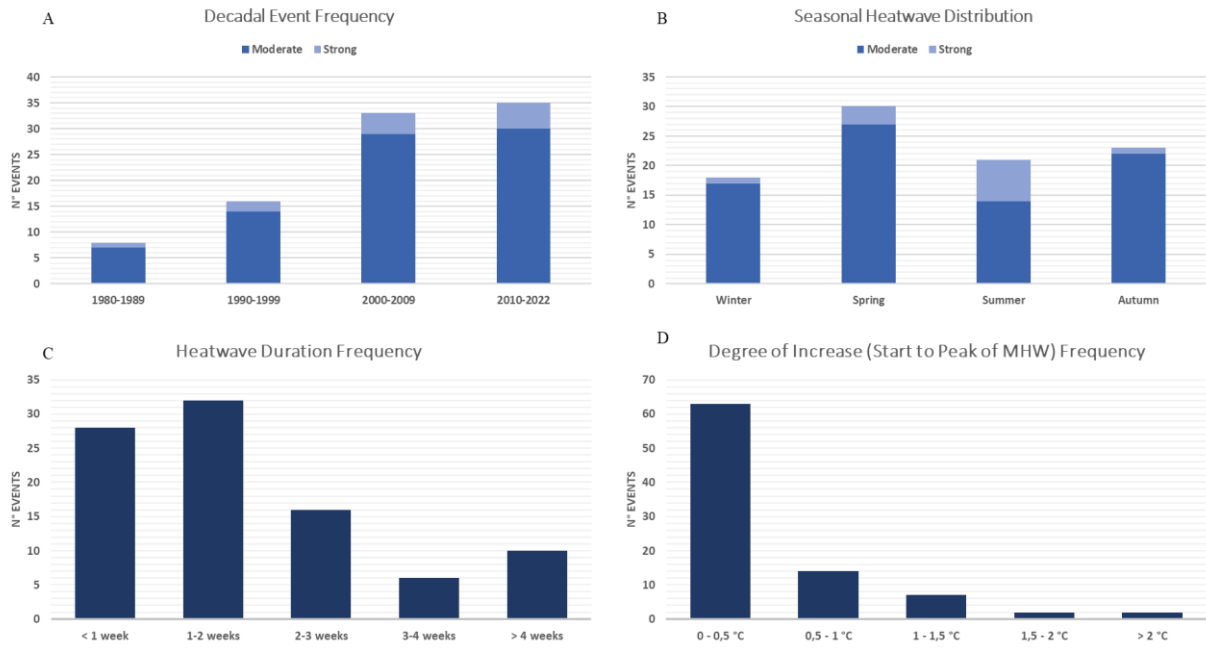 A
Decadal Event Frequency
Moderate Strong
40
35
30
25
20
15
10
5
0
N° EVENTS
1980-1989 1990-1999 2000-2009 2010-2022
B
Seasonal Heatwave Distribution
Moderate Strong
35
30
25
20
15
10
5
0
N° EVENTS
Winter Spring Summer Autumn
C
Heatwave Duration Frequency
35
30
25
20
15
10
5
0
N° EVENTS
< 1 week 1-2 weeks 2-3 weeks 3-4 weeks > 4 weeks
D
Degree of Increase (Start to Peak of MHW) Frequency
70
60
50
40
30
20
10
0
N° EVENTS
0 - 0,5 °C 0,5 - 1 °C 1 - 1,5 °C 1,5 - 2 °C > 2 °C